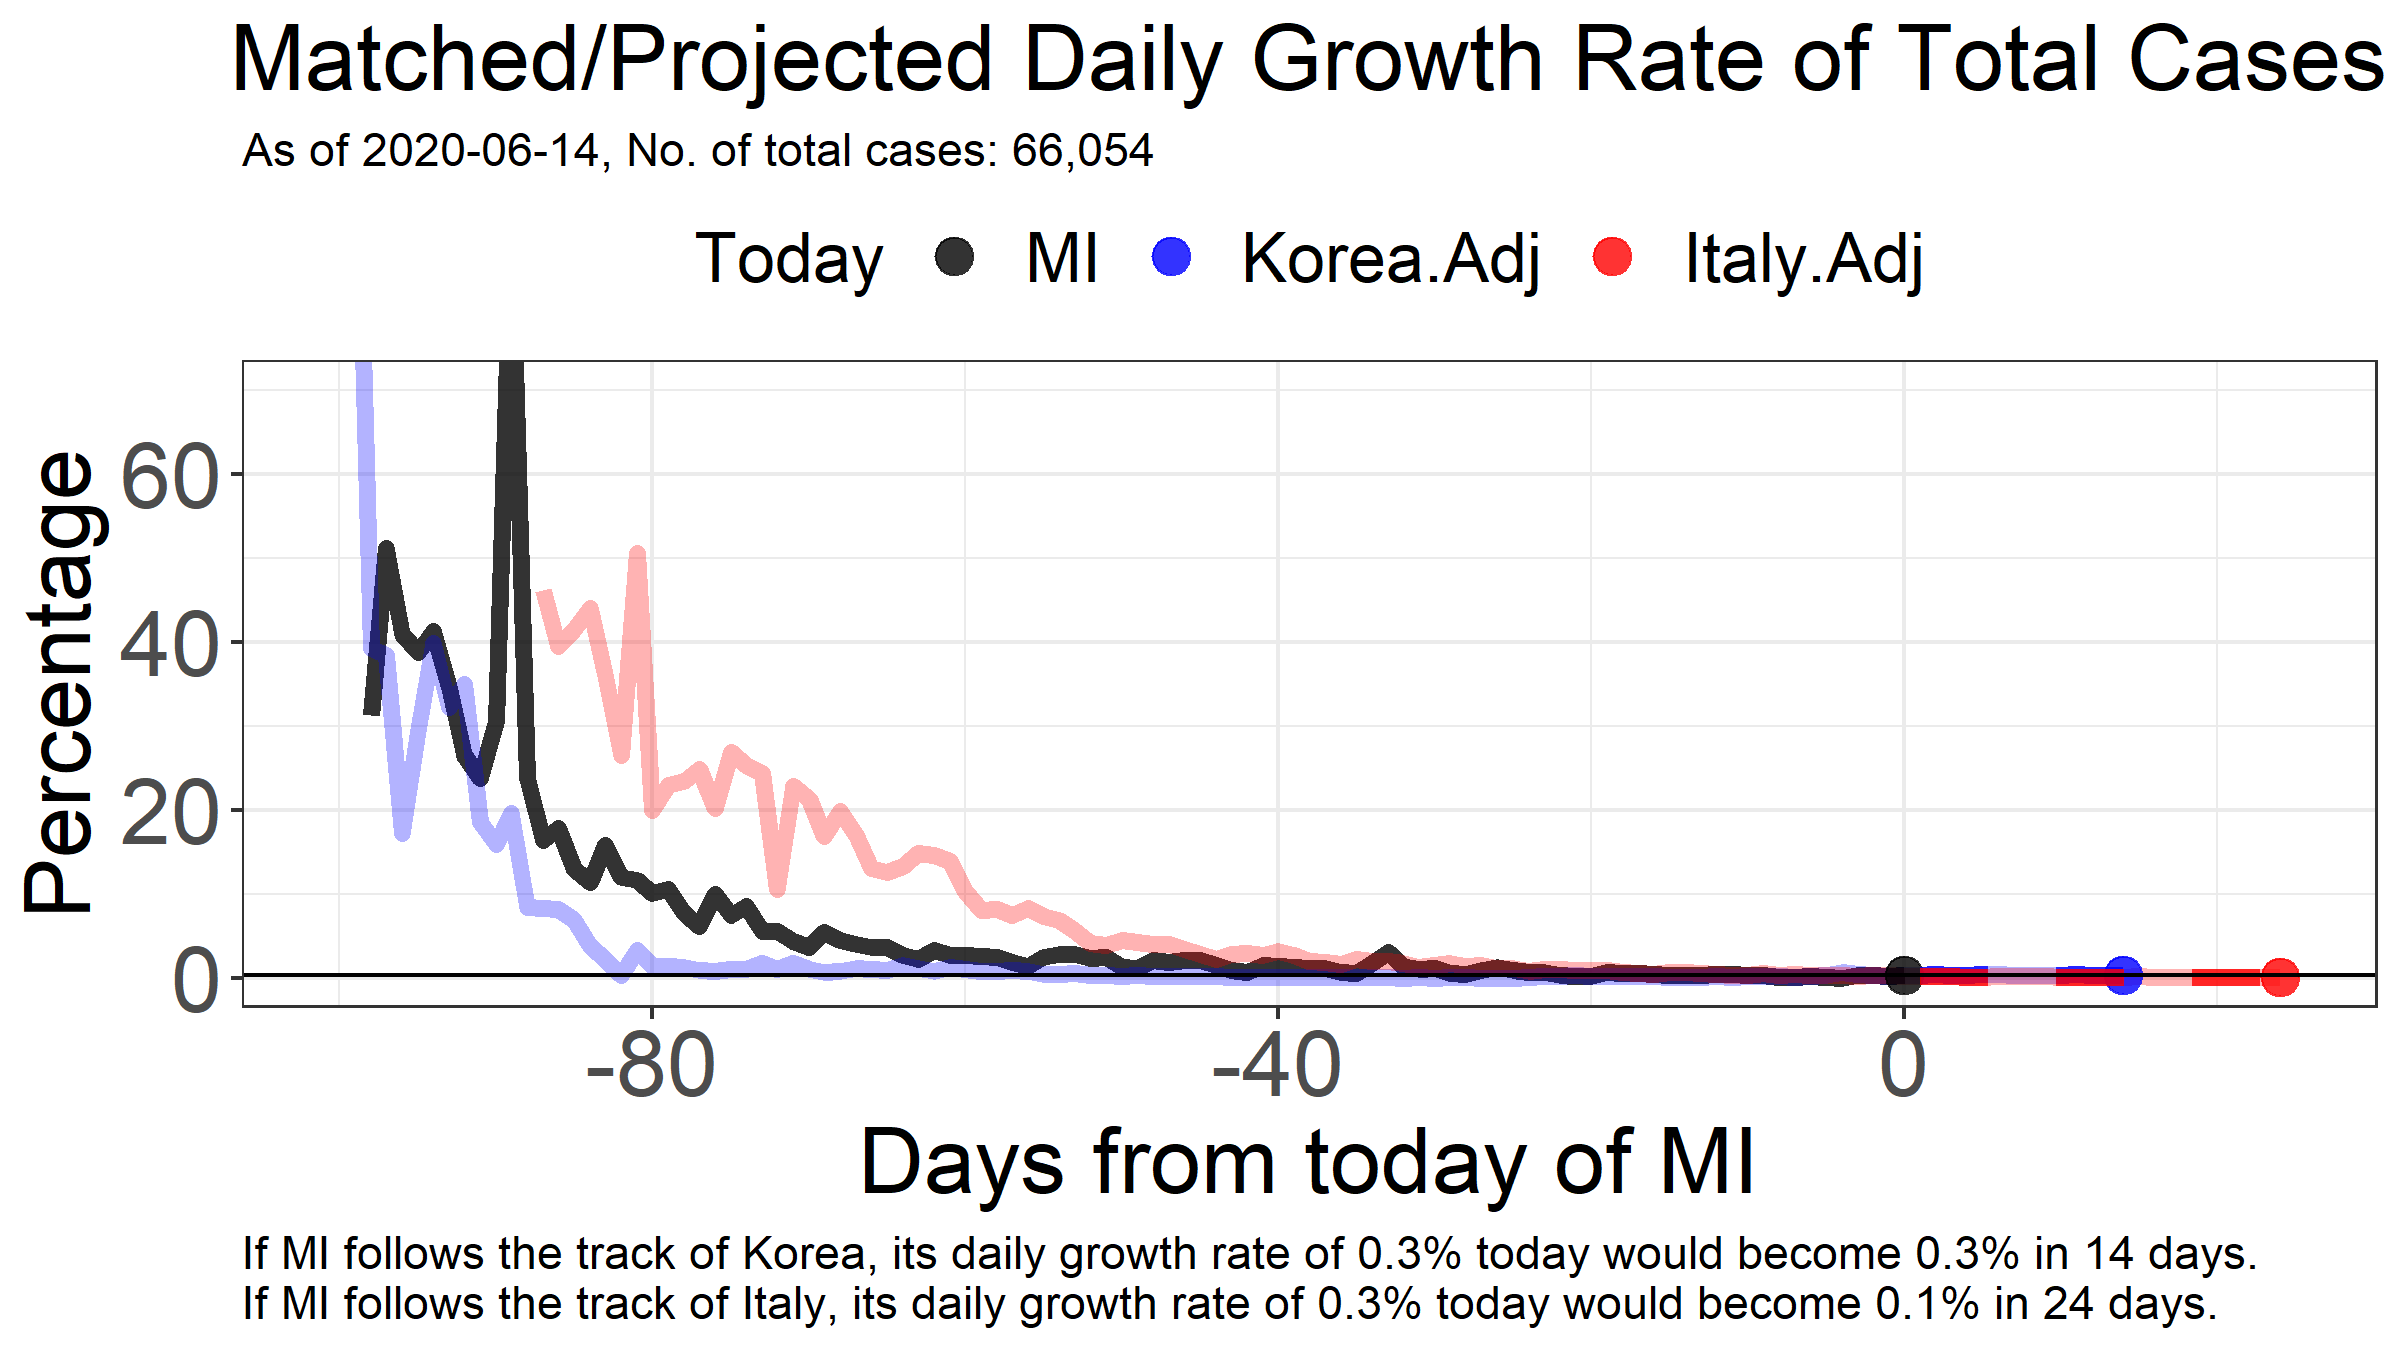 Matched/Projected Daily Growth Rate of Total Cases
As of 2020-06-14, No. of total cases: 66,054
Today MI Korea.Adj Italy.Adj
Percentage
60
40
20
0
-80 -40 0
Days from today of MI
If MI follows the track of Korea, its daily growth rate of 0.3% today would become 0.3% in 14 days.
If MI follows the track of Italy, its daily growth rate of 0.3% today would become 0.1% in 24 days.